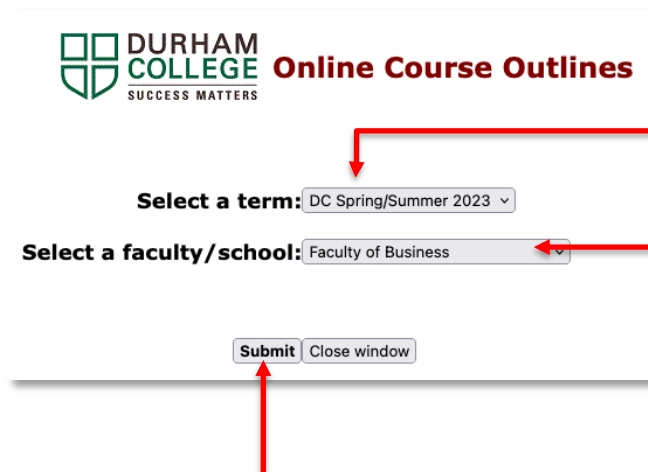 DURHAM
COLLEGE
SUCCESS MATTERS
Online Course Outlines
Select a term: DC Spring/Summer 2023
Select a faculty/school: Faculty of Business
Submit Close window